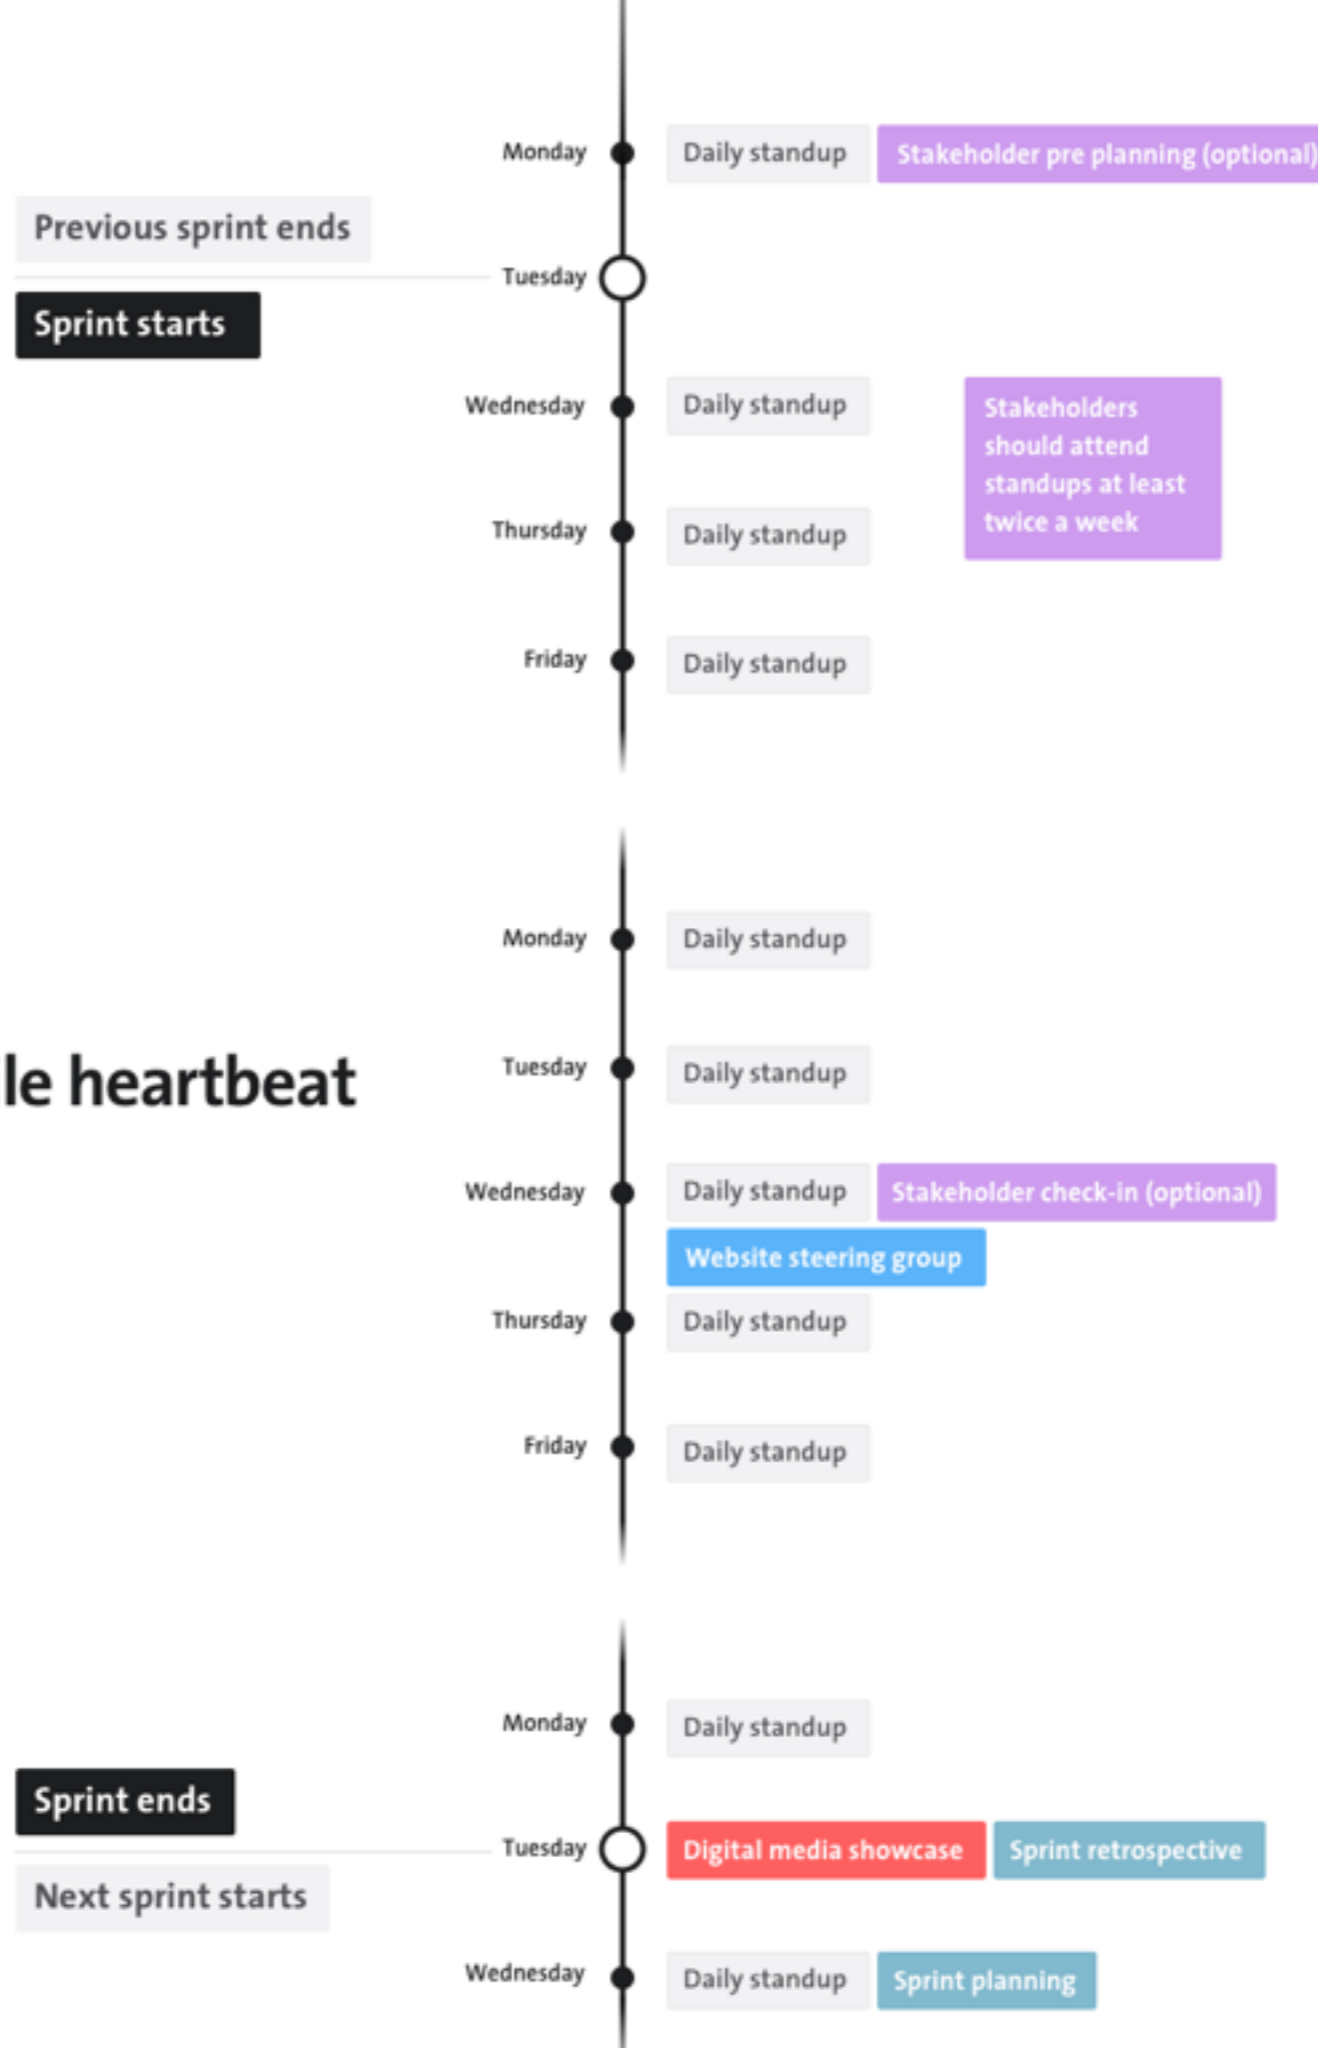 Monday
Daily standup
Stakeholder pre planning (optional)
Previous sprint ends
Tuesday
Sprint starts
Wednesday
Daily standup
Stakeholders
should attend
standups at least
twice a week
Thursday
Daily standup
Friday
Daily standup
Monday
Daily standup
le heartbeat
Tuesday
Daily standup
Wednesday
Daily standup
Stakeholder check-in (optional)
Website steering group
Thursday
Daily standup
Friday
Daily standup
Monday
Daily standup
Sprint ends
Tuesday
Digital media showcase
Sprint retrospective
Next sprint starts
Wednesday
Daily standup
Sprint planning